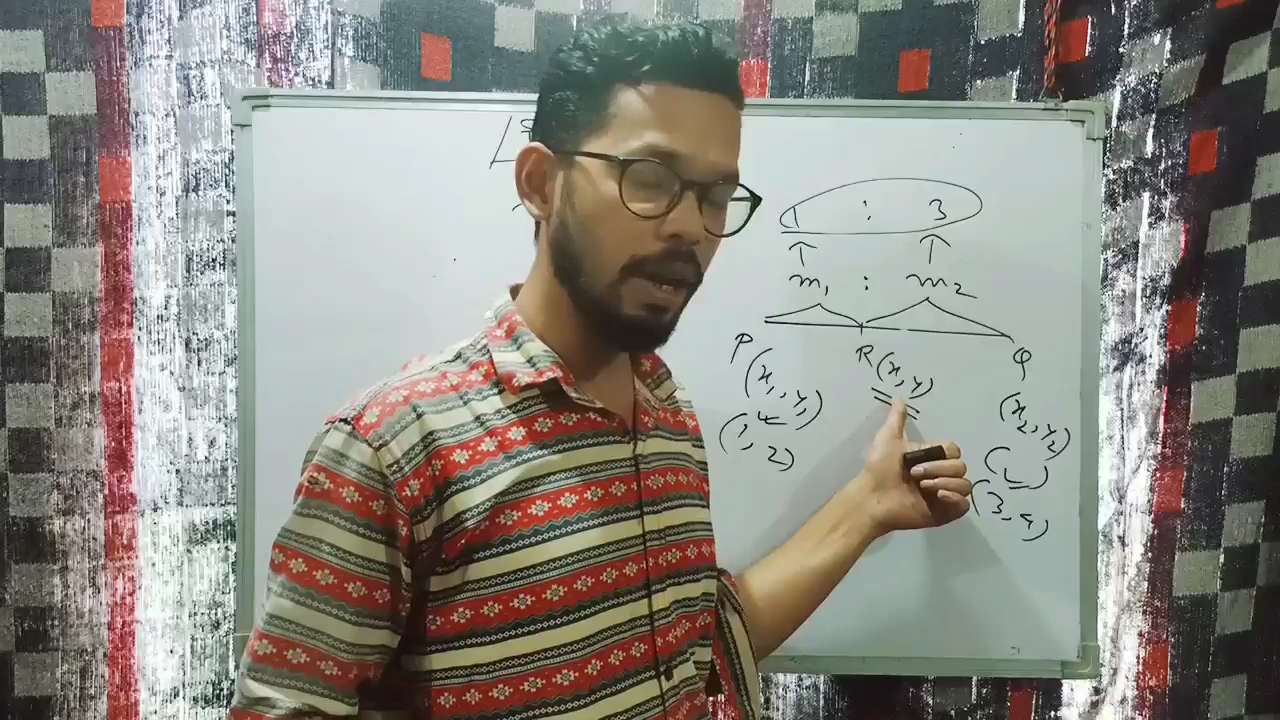 L
1 : 3
m₁ : m₂
P R(x, y) Q
(x₁, y₁) (x₂, y₂)
(1, 2) ( , )
(3, 4)